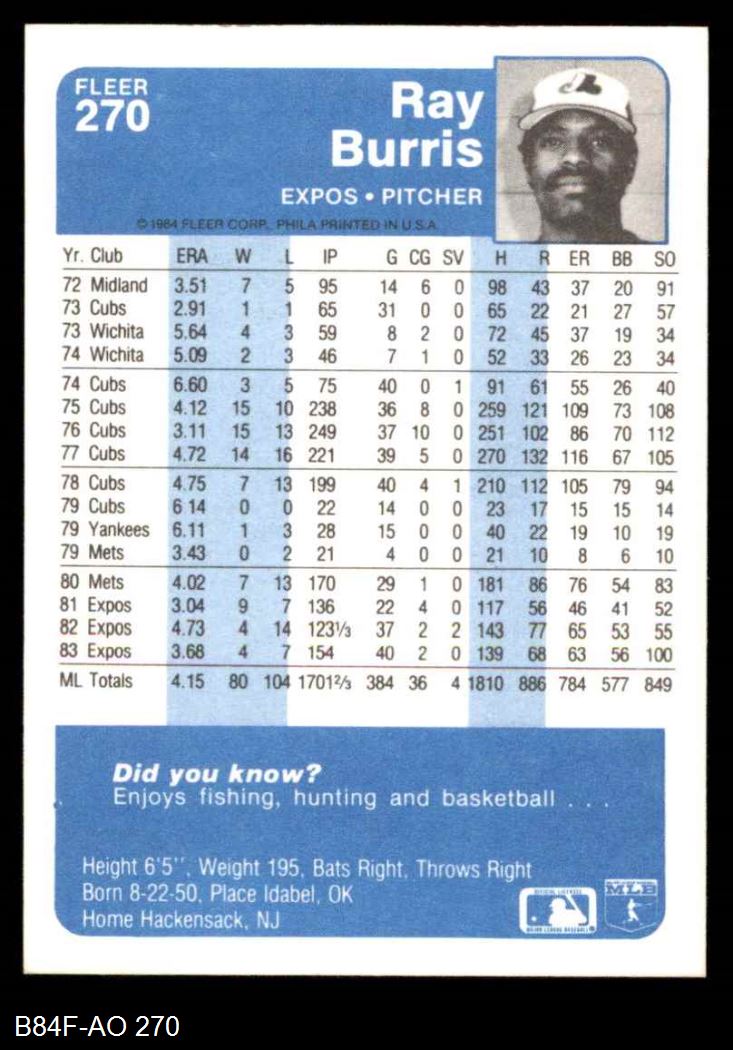 FLEER
270
Ray
Burris
EXPOS • PITCHER
© 1984 FLEER CORP. PHILA PRINTED IN U.S.A.
Yr. Club ERA W L IP G CG SV H R ER BB SO
72 Midland 3.51 7 5 95 14 6 0 98 43 37 20 91
73 Cubs 2.91 1 1 65 31 0 0 65 22 21 27 57
73 Wichita 5.64 4 3 59 8 2 0 72 45 37 19 34
74 Wichita 5.09 2 3 46 7 1 0 52 33 26 23 34
74 Cubs 6.60 3 5 75 40 0 1 91 61 55 26 40
75 Cubs 4.12 15 10 238 36 8 0 259 121 109 73 108
76 Cubs 3.11 15 13 249 37 10 0 251 102 86 70 112
77 Cubs 4.72 14 16 221 39 5 0 270 132 116 67 105
78 Cubs 4.75 7 13 199 40 4 1 210 112 105 79 94
79 Cubs 6 14 0 0 22 14 0 0 23 17 15 15 14
79 Yankees 6.11 1 3 28 15 0 0 40 22 19 10 19
79 Mets 3.43 0 2 21 4 0 0 21 10 8 6 10
80 Mets 4.02 7 13 170 29 1 0 181 86 76 54 83
81 Expos 3.04 9 7 136 22 4 0 117 56 46 41 52
82 Expos 4.73 4 14 123⅓ 37 2 2 143 77 65 53 55
83 Expos 3.68 4 7 154 40 2 0 139 68 63 56 100
ML Totals 4.15 80 104 1701⅔ 384 36 4 1810 886 784 577 849
Did you know?
Enjoys fishing, hunting and basketball . . .
Height 6'5'', Weight 195, Bats Right, Throws Right
Born 8-22-50, Place Idabel, OK
Home Hackensack, NJ
OFFICIAL LICENSEE
MAJOR LEAGUE BASEBALL
MLB
B84F-AO 270